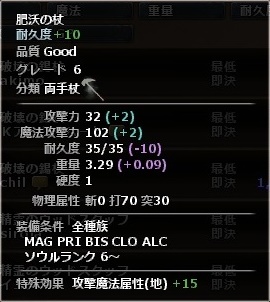 肥沃の杖
耐久度+10
品質 Good
グレード 6
分類 両手杖
攻撃力 32 (+2)
魔法攻撃力 102 (+2)
耐久度 35/35 (-10)
重量 3.29 (+0.09)
硬度 1
物理属性 斬0 打70 突30
装備条件 全種族
MAG PRI BIS CLO ALC
ソウルランク 6～
特殊効果 攻撃魔法属性(地) +15